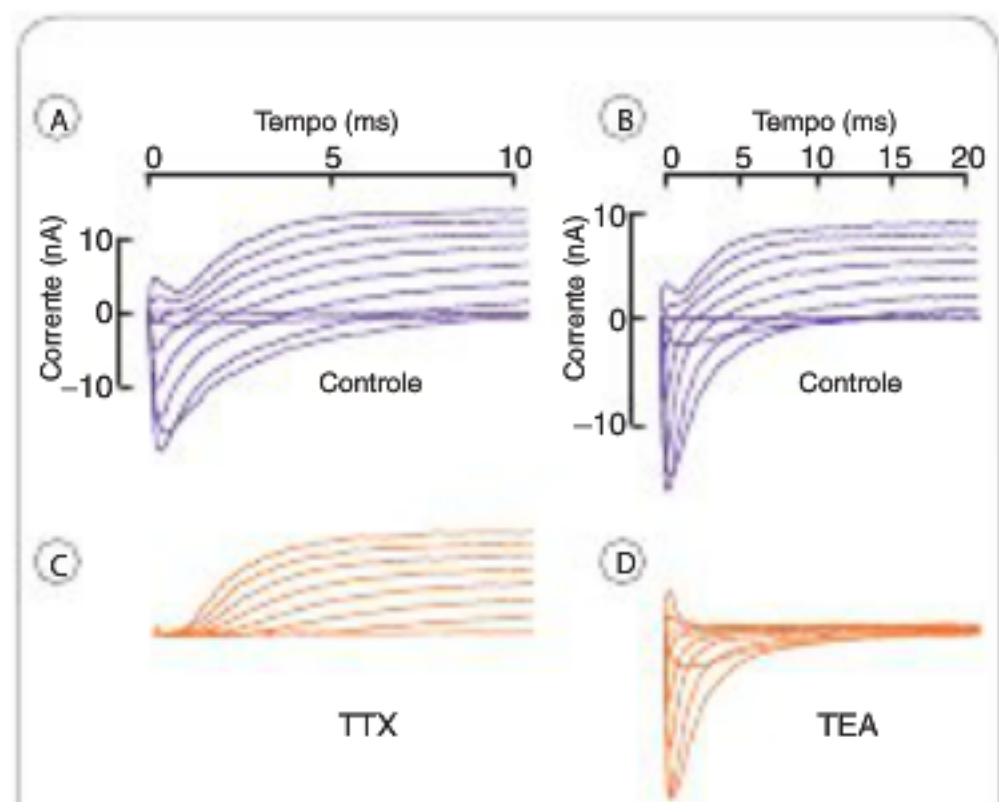 A
Tempo (ms)
0 5 10
Corrente (nA)
10
0
−10
Controle
B
Tempo (ms)
0 5 10 15 20
Corrente (nA)
10
0
−10
Controle
C
TTX
D
TEA